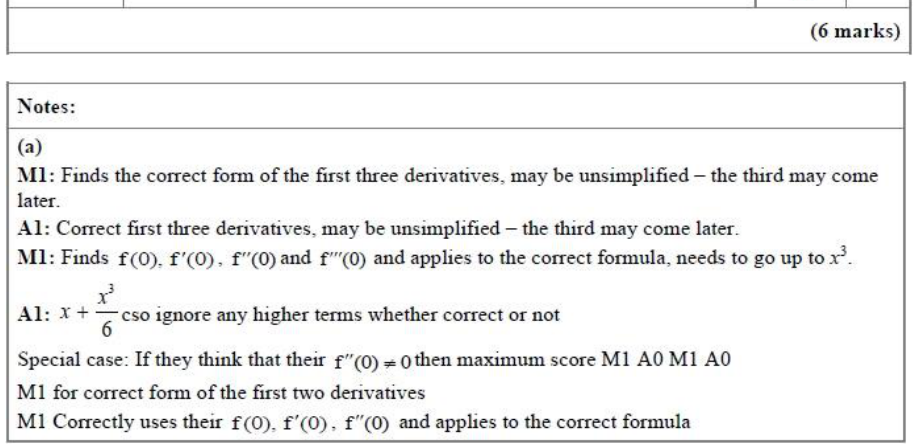 (6 marks)
Notes:
(a)
M1: Finds the correct form of the first three derivatives, may be unsimplified – the third may come
later.
A1: Correct first three derivatives, may be unsimplified – the third may come later.
M1: Finds f(0), f′(0), f″(0) and f‴(0) and applies to the correct formula, needs to go up to x³.
A1: x + x³/6 cso ignore any higher terms whether correct or not
Special case: If they think that their f″(0) ≠ 0 then maximum score M1 A0 M1 A0
M1 for correct form of the first two derivatives
M1 Correctly uses their f(0), f′(0), f″(0) and applies to the correct formula